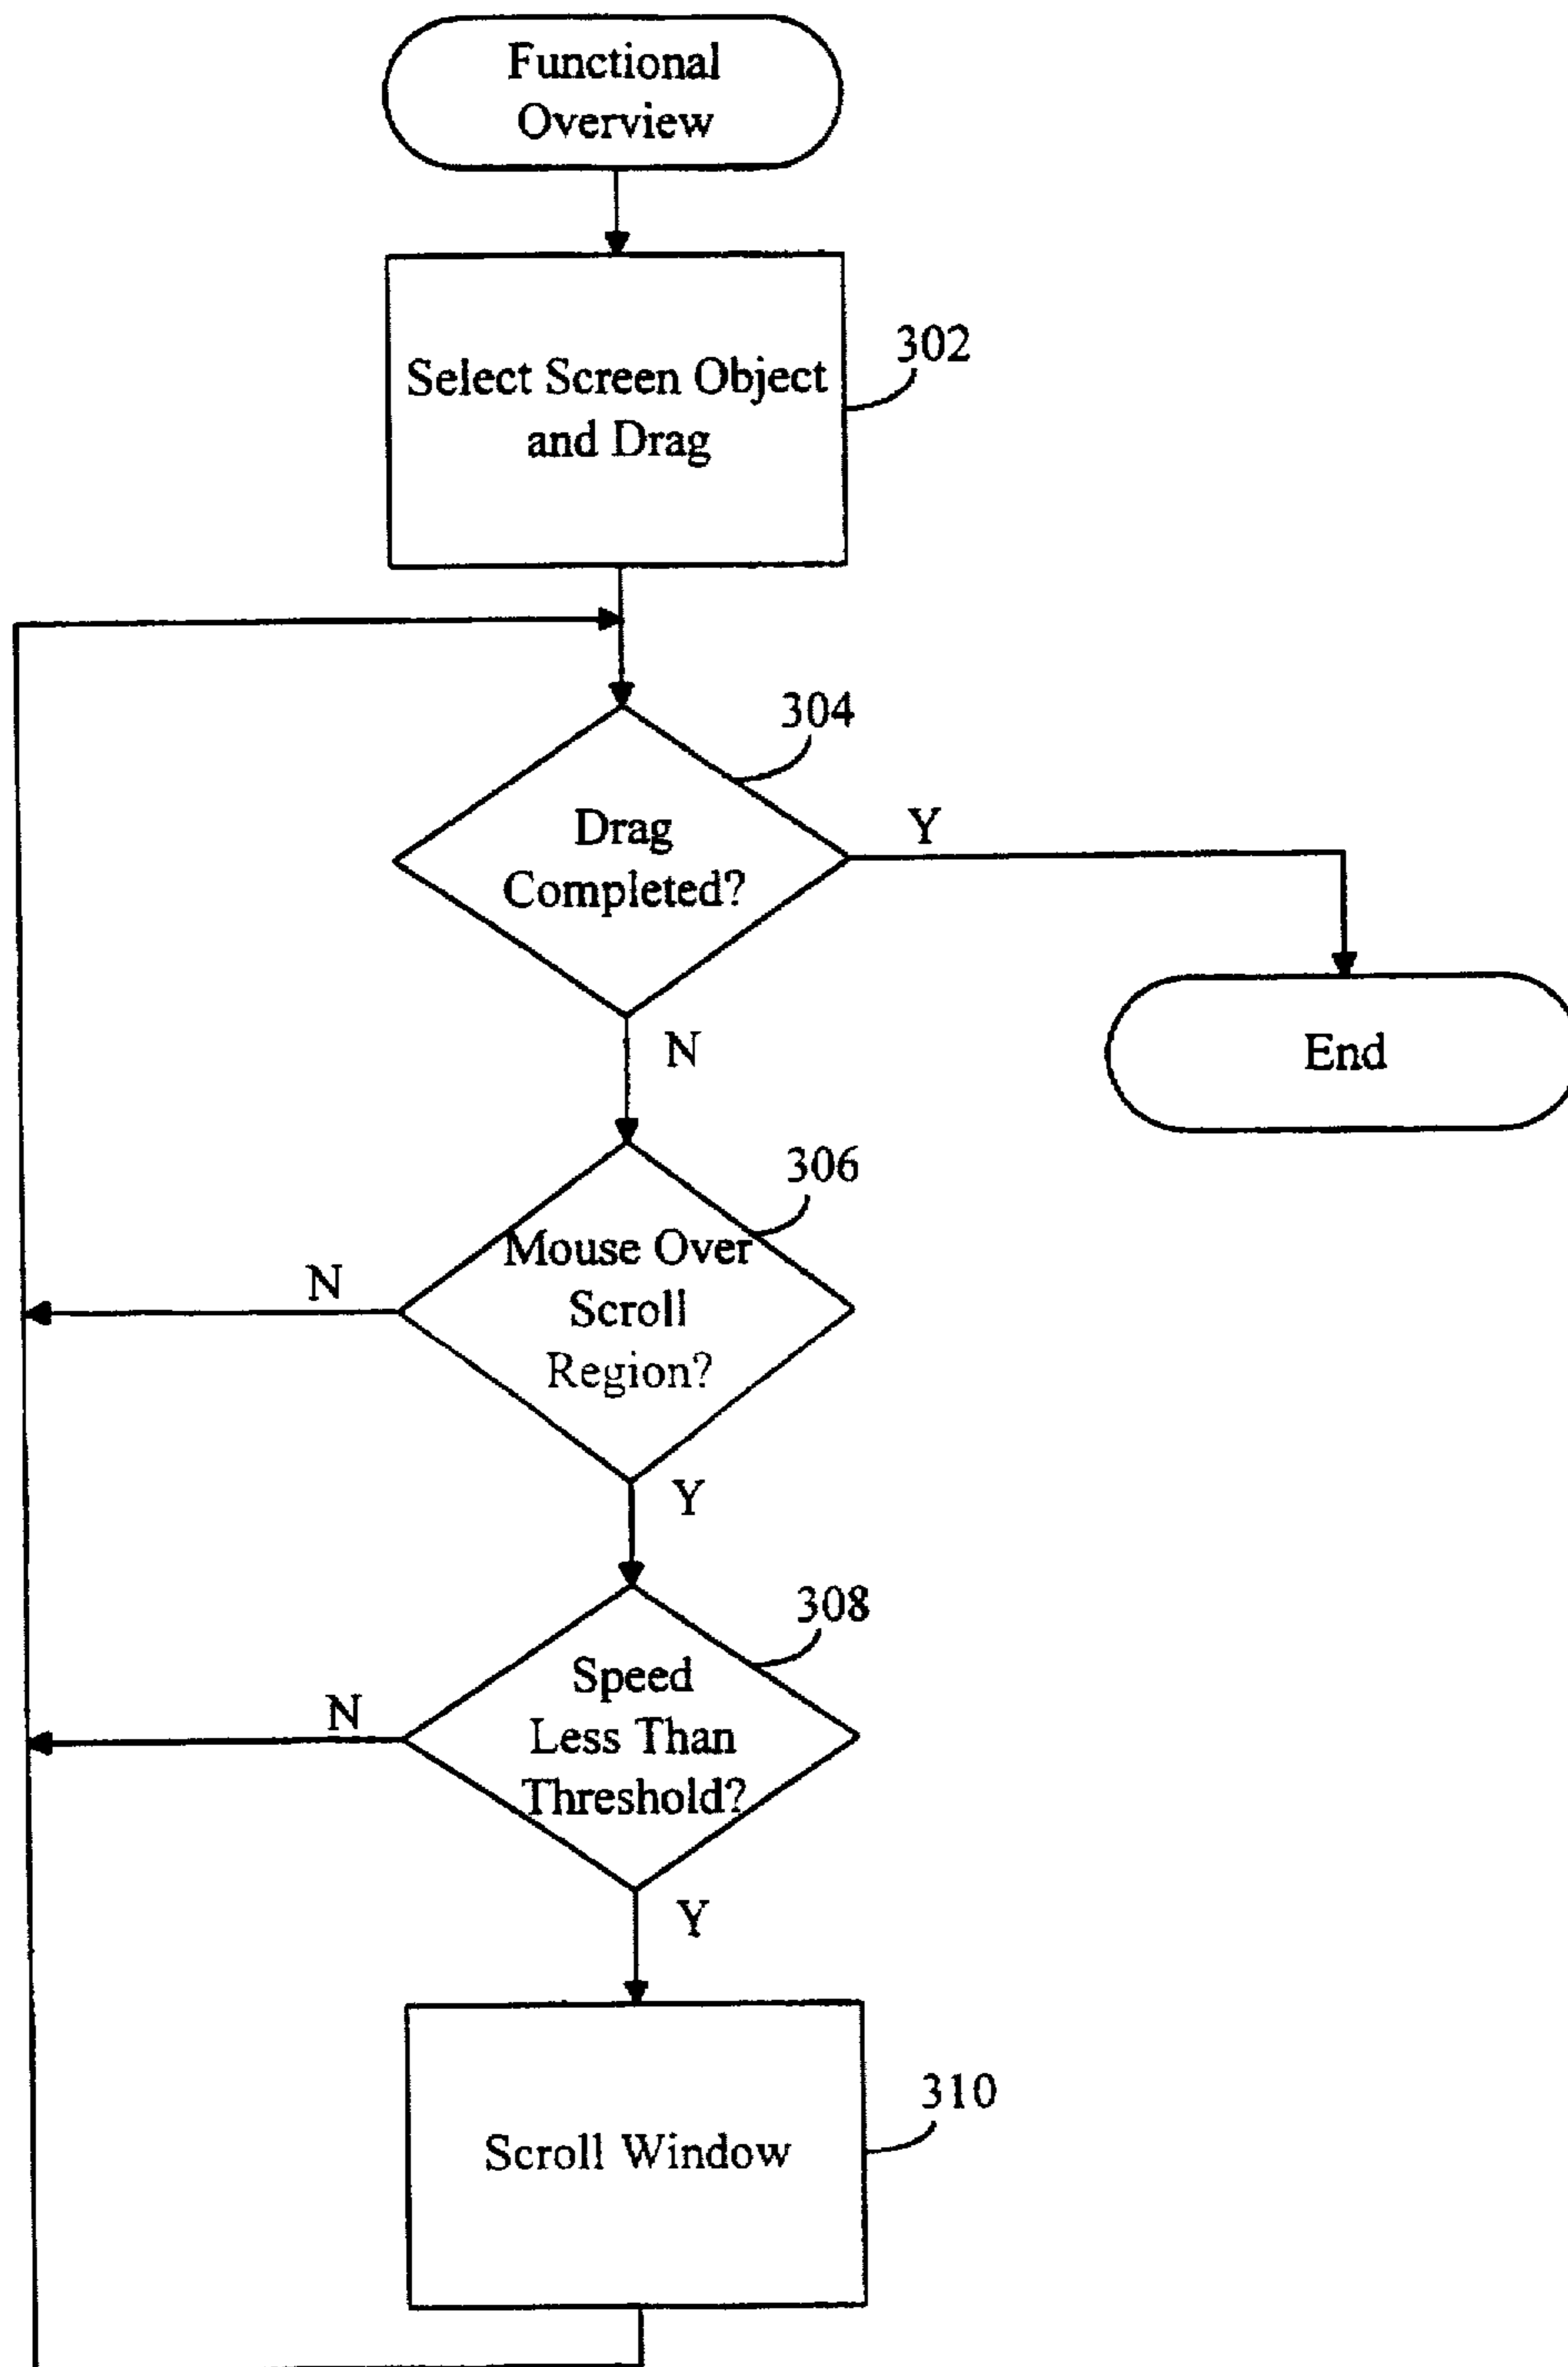 Functional
Overview
302
Select Screen Object
and Drag
304
Drag
Completed?
Y
N
End
306
Mouse Over
Scroll
Region?
N
Y
308
Speed
Less Than
Threshold?
N
Y
310
Scroll Window